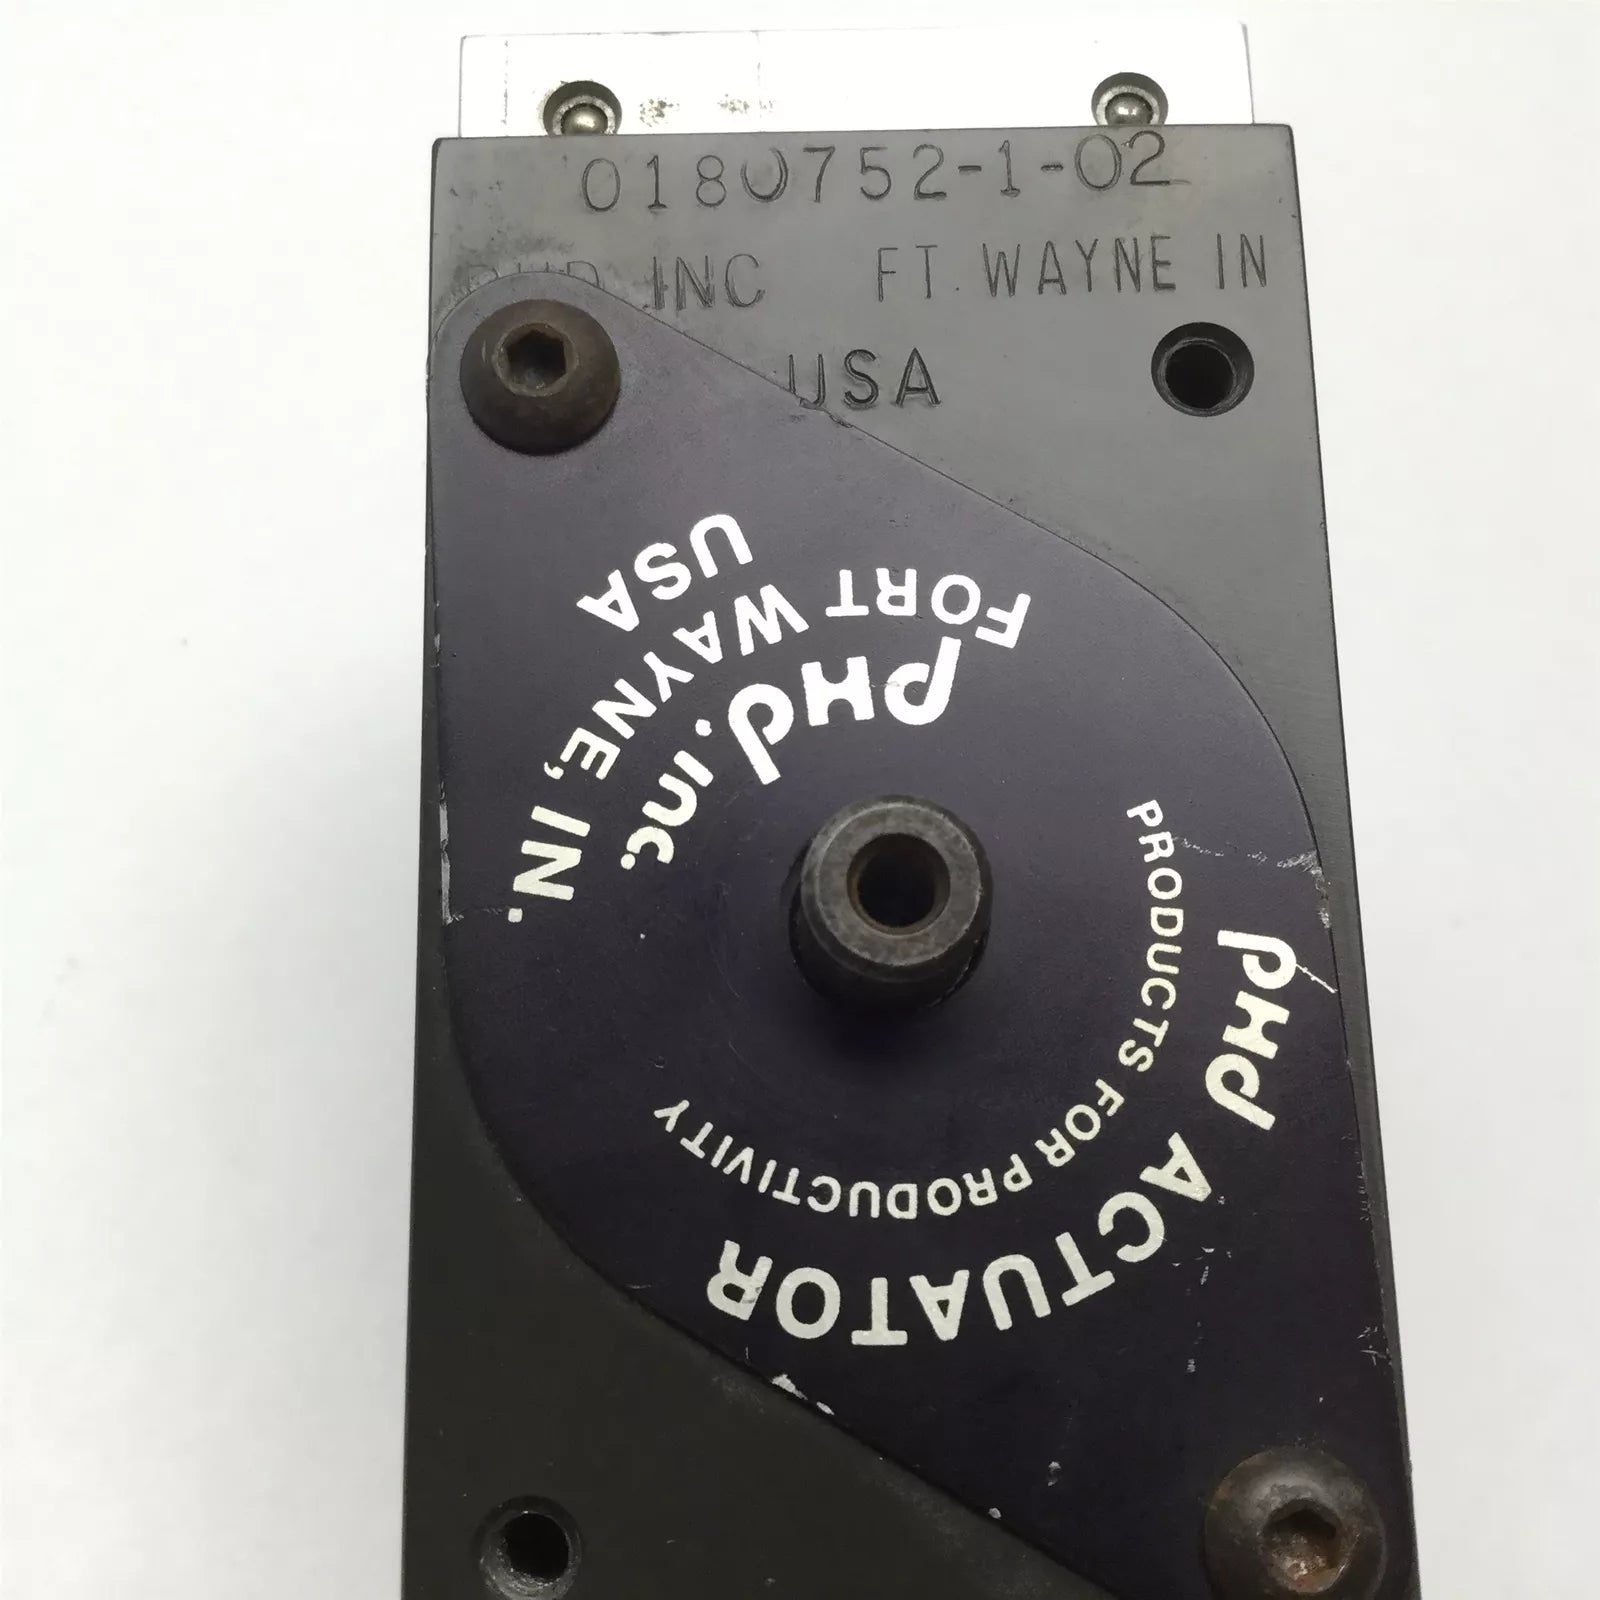 0180752-1-02
PHD INC FT. WAYNE IN
USA
PHD ACTUATOR
PRODUCTS FOR PRODUCTIVITY
PHD, Inc.
FORT WAYNE, IN.
USA